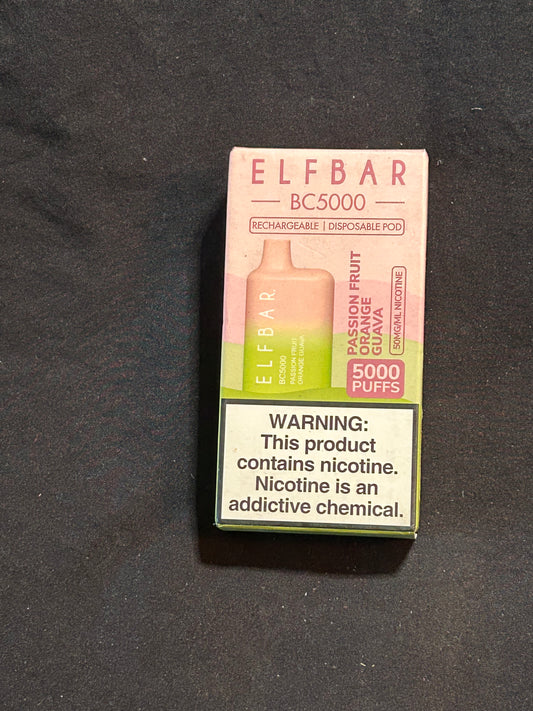 ELFBAR
BC5000
RECHARGEABLE | DISPOSABLE POD
ELFBAR
BC5000
PASSION FRUIT
ORANGE GUAVA
PASSION FRUIT
ORANGE
GUAVA
50MG/ML NICOTINE
5000
PUFFS
WARNING:
This product
contains nicotine.
Nicotine is an
addictive chemical.